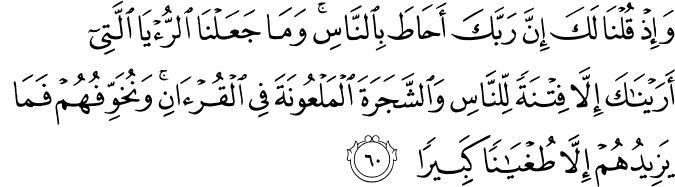 وَإِذۡ قُلۡنَا لَكَ إِنَّ رَبَّكَ أَحَاطَ بِٱلنَّاسِۚ وَمَا جَعَلۡنَا ٱلرُّءۡيَا ٱلَّتِيٓ
أَرَيۡنَٰكَ إِلَّا فِتۡنَةٗ لِّلنَّاسِ وَٱلشَّجَرَةَ ٱلۡمَلۡعُونَةَ فِي ٱلۡقُرۡءَانِۚ وَنُخَوِّفُهُمۡ فَمَا
يَزِيدُهُمۡ إِلَّا طُغۡيَٰنٗا كَبِيرٗا ٦٠